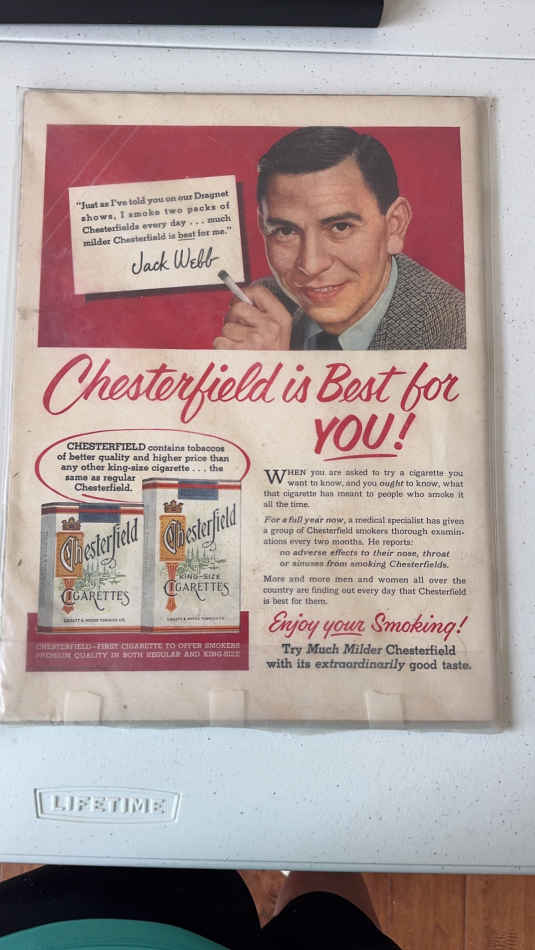 "Just as I've told you on our Dragnet
shows, I smoke two packs of
Chesterfields every day . . . much
milder Chesterfield is best for me."
Jack Webb
Chesterfield is Best for
YOU!
CHESTERFIELD contains tobaccos
of better quality and higher price than
any other king-size cigarette . . . the
same as regular
Chesterfield.
Chesterfield
CIGARETTES
LIGGETT & MYERS TOBACCO CO.
Chesterfield
KING-SIZE
CIGARETTES
LIGGETT & MYERS TOBACCO CO.
CHESTERFIELD—FIRST CIGARETTE TO OFFER SMOKERS
PREMIUM QUALITY IN BOTH REGULAR AND KING-SIZE
WHEN you are asked to try a cigarette you
want to know, and you ought to know, what
that cigarette has meant to people who smoke it
all the time.
For a full year now, a medical specialist has given
a group of Chesterfield smokers thorough examin-
ations every two months. He reports:
no adverse effects to their nose, throat
or sinuses from smoking Chesterfields.
More and more men and women all over the
country are finding out every day that Chesterfield
is best for them.
Enjoy your Smoking!
Try Much Milder Chesterfield
with its extraordinarily good taste.
LIFETIME